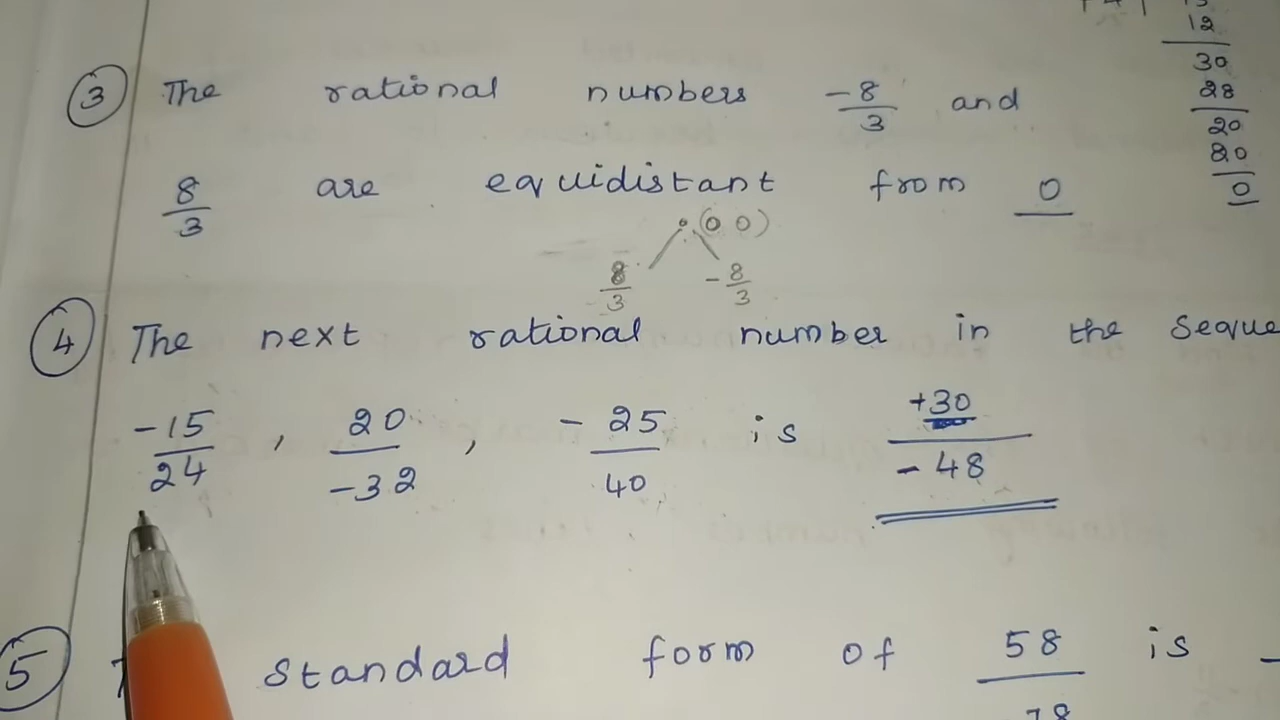 12
30
28
20
20
0
③ The rational numbers -8/3 and
8/3 are equidistant from 0
(0 0)
8/3 -8/3
④ The next rational number in the Seque
-15/24 , 20/-32 , -25/40 is +30/-48
⑤ standard form of 58/78 is